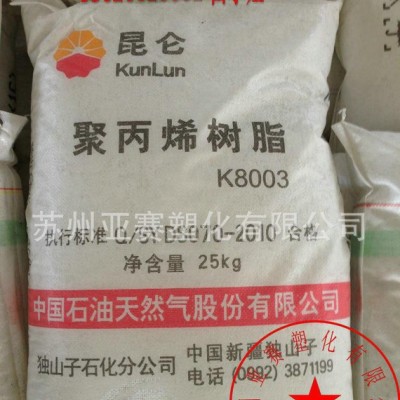 昆仑
KunLun
聚丙烯树脂
K8003
苏州亚赛塑化有限公司
执行标准 Q/SY DS070-2010 合格
净含量 25kg
中国石油天然气股份有限公司
独山子石化分公司
中国新疆独山子
电话 (0992) 3871199